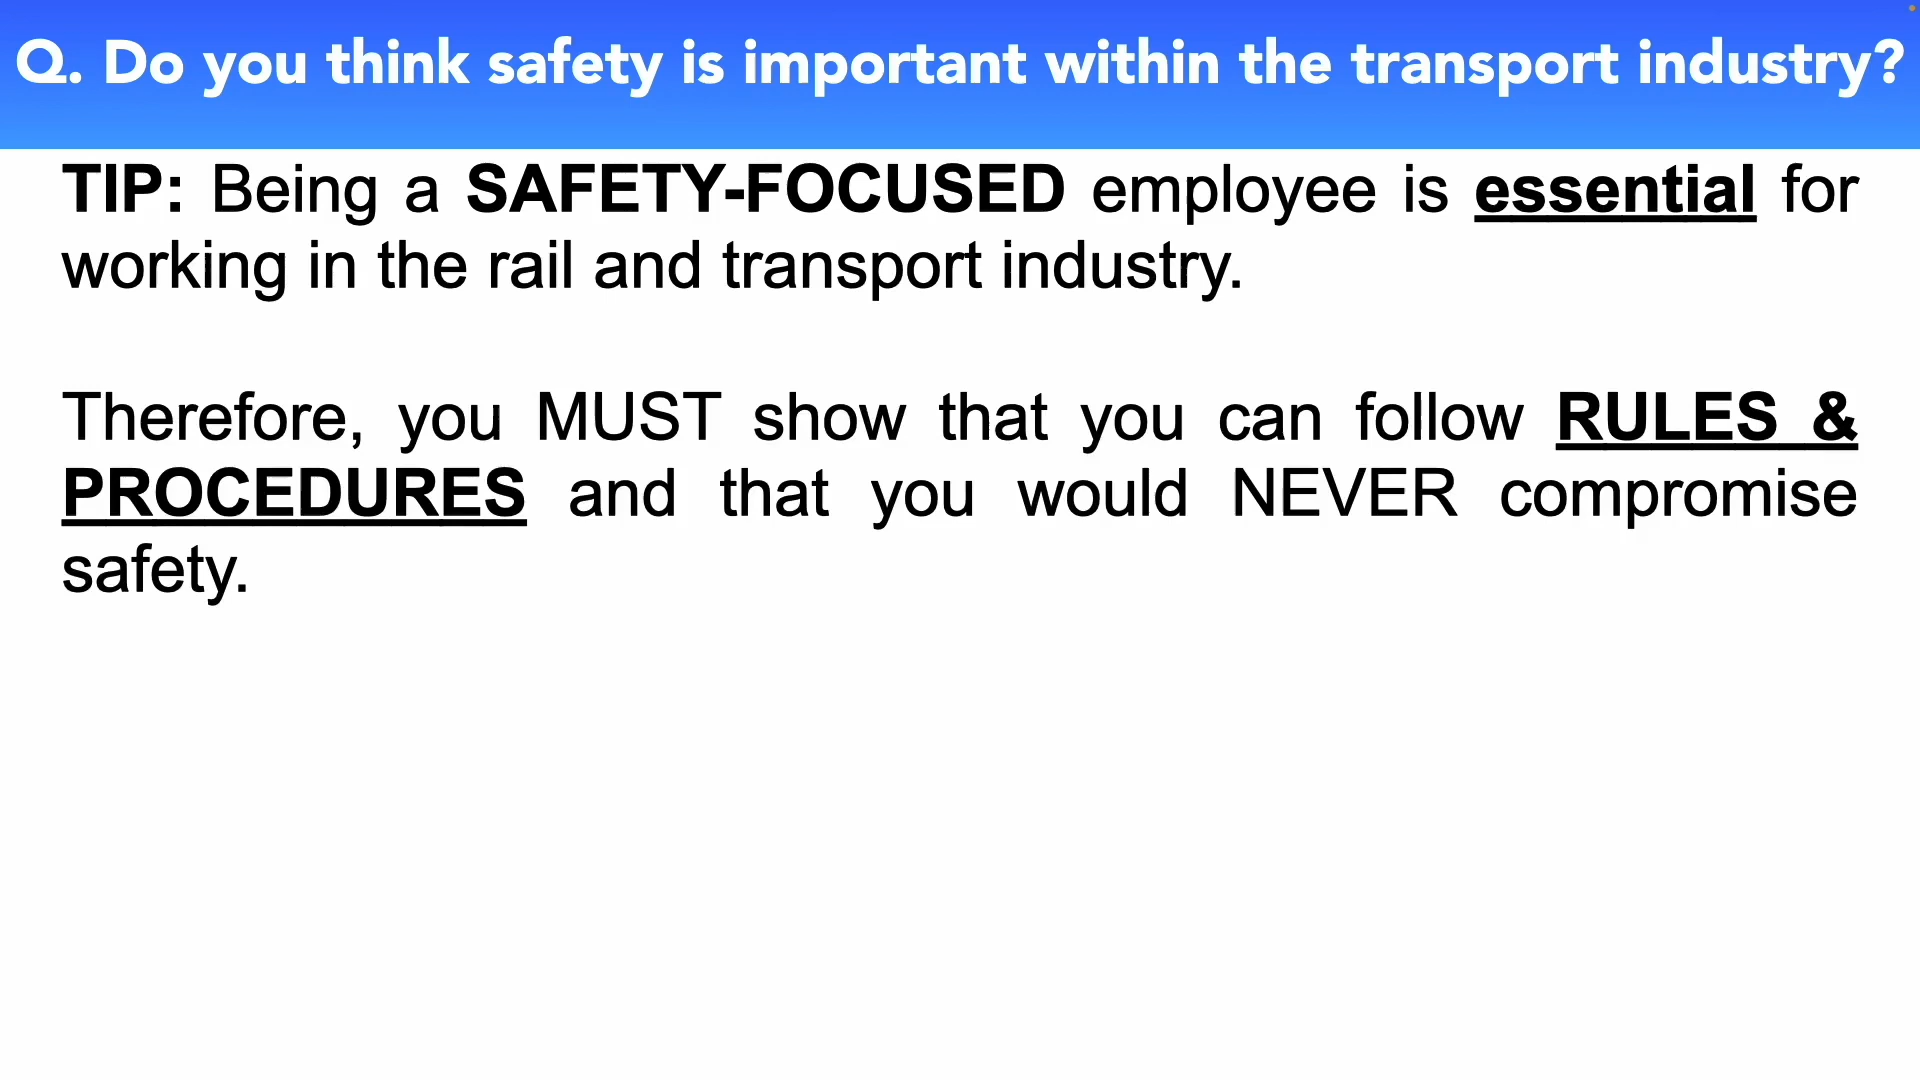 Q. Do you think safety is important within the transport industry?
TIP: Being a SAFETY-FOCUSED employee is essential for
working in the rail and transport industry.
Therefore, you MUST show that you can follow RULES &
PROCEDURES and that you would NEVER compromise
safety.